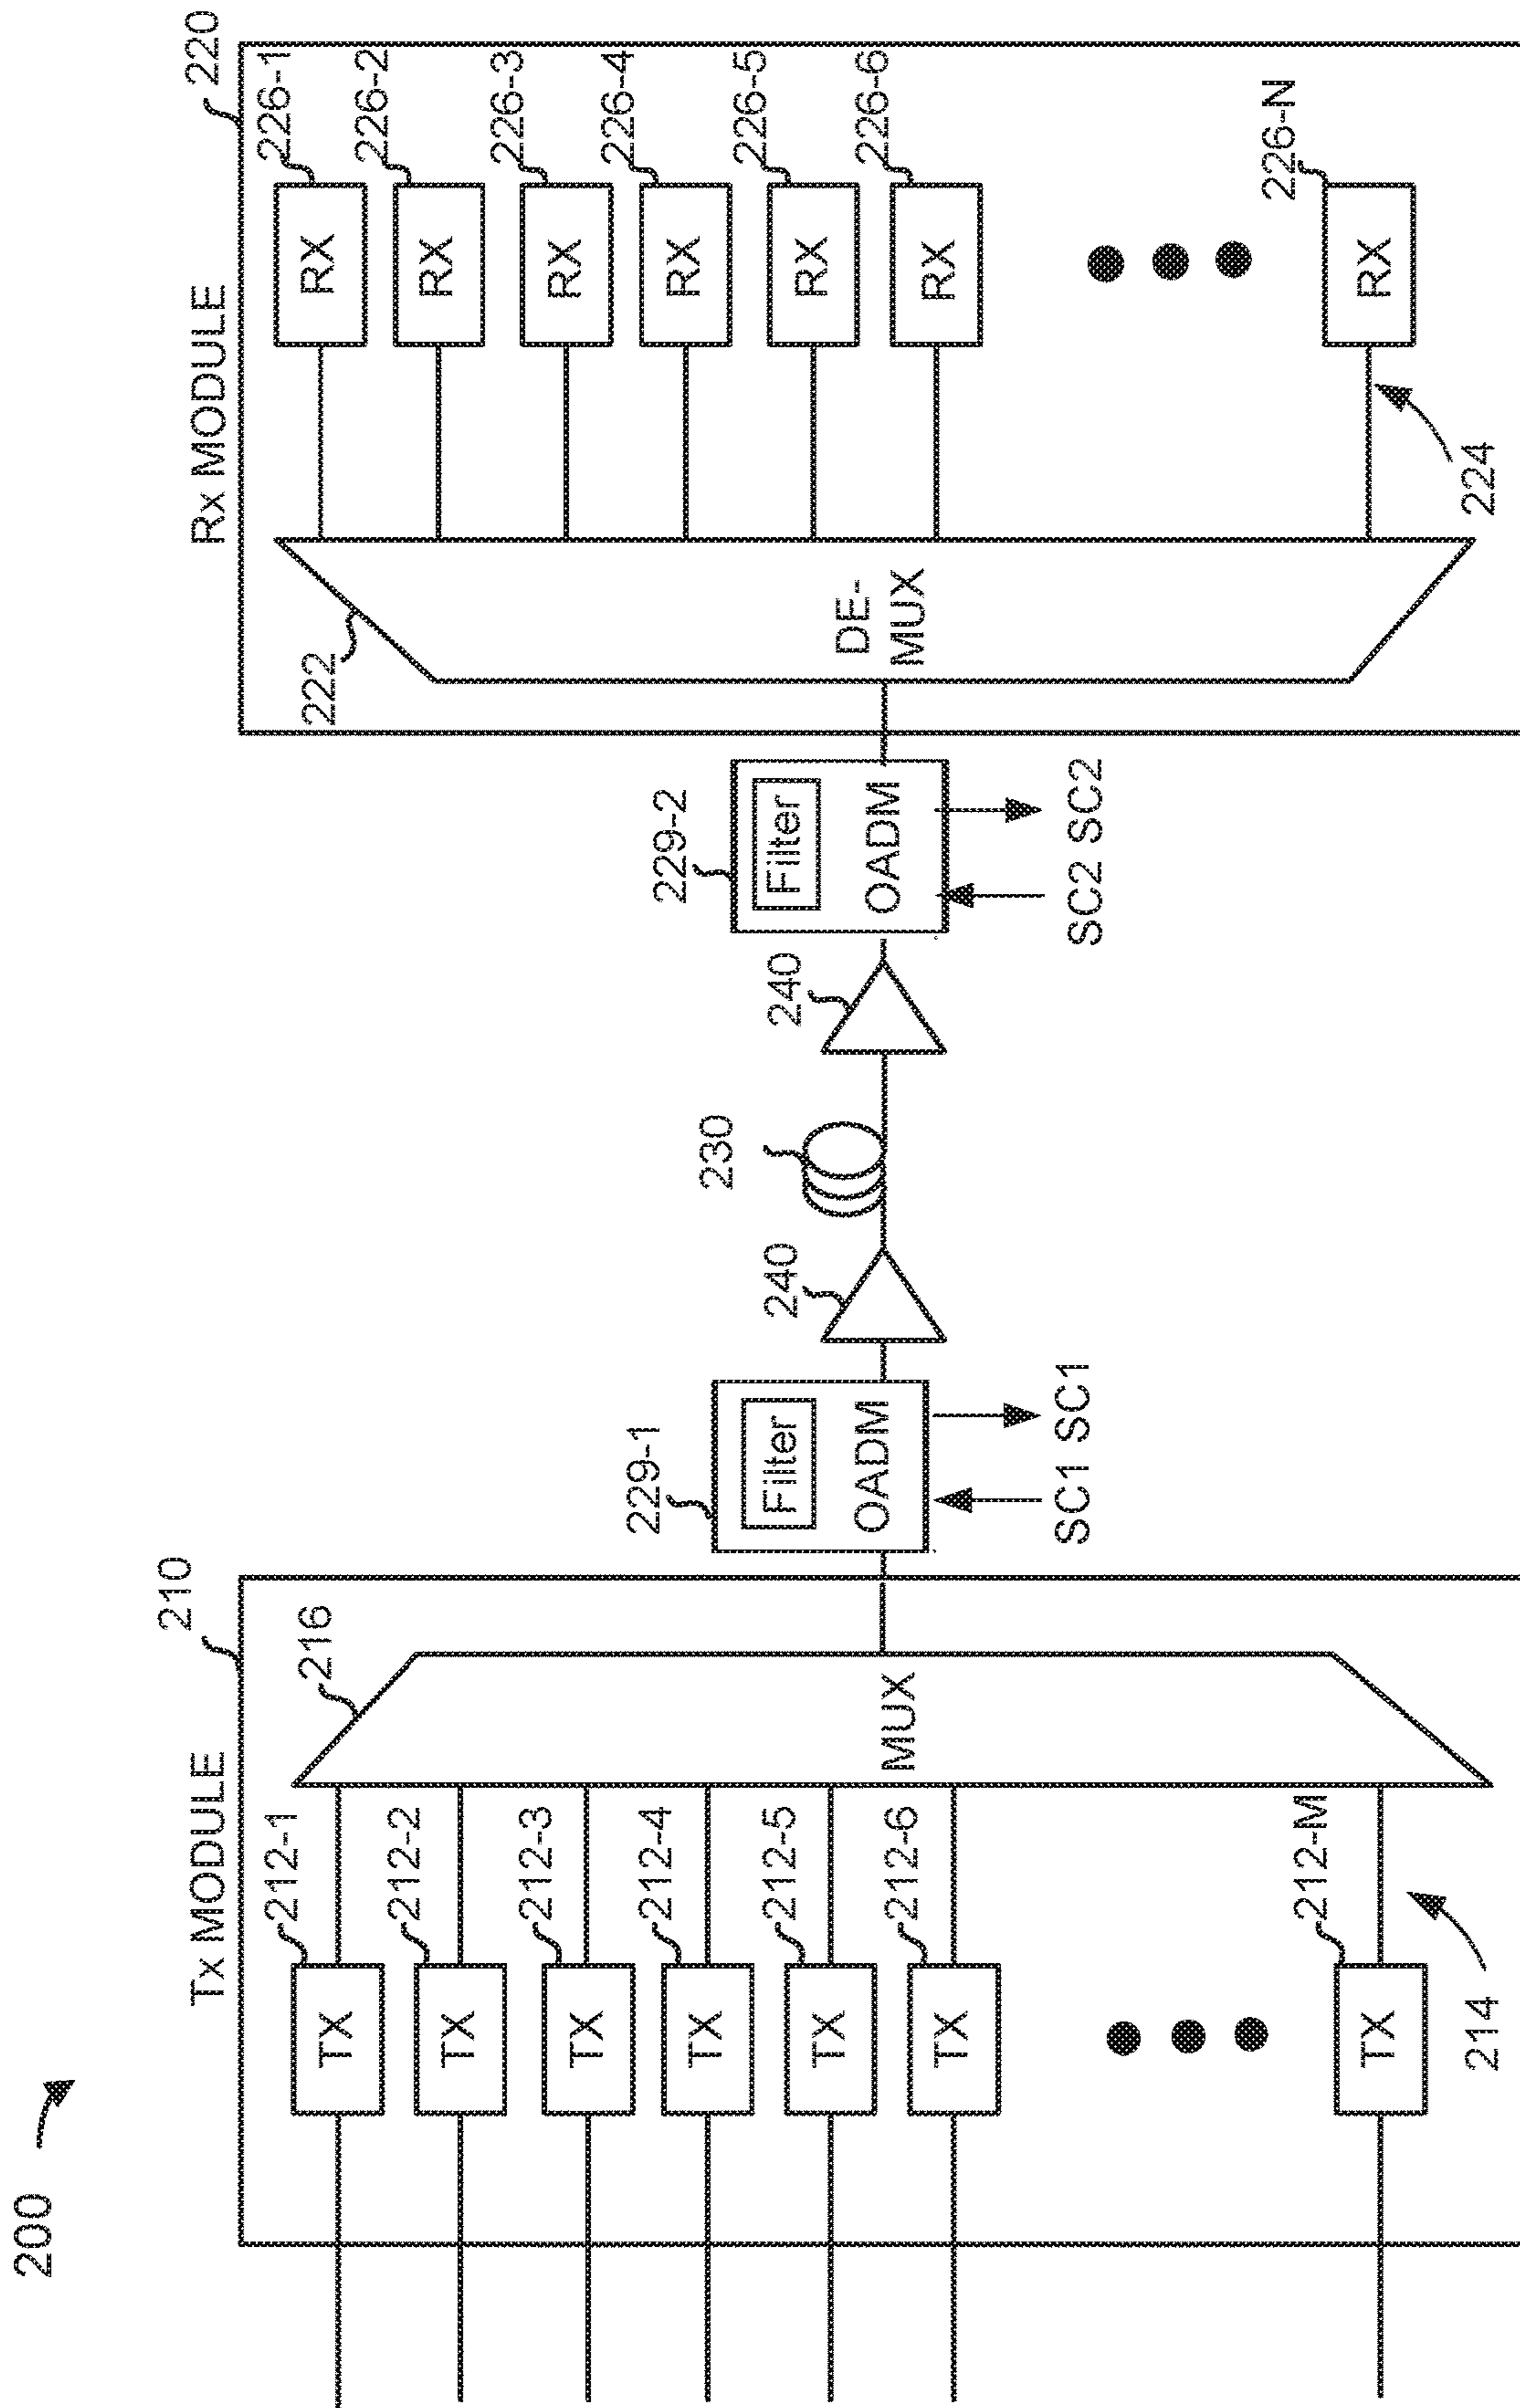 200
Tx MODULE
210
212-1
TX
212-2
TX
212-3
TX
212-4
TX
212-5
TX
212-6
TX
212-M
TX
214
216
MUX
229-1
Filter
OADM
SC1 SC1
240
230
240
229-2
Filter
OADM
SC2 SC2
Rx MODULE
220
222
DE-
MUX
226-1
RX
226-2
RX
226-3
RX
226-4
RX
226-5
RX
226-6
RX
226-N
RX
224